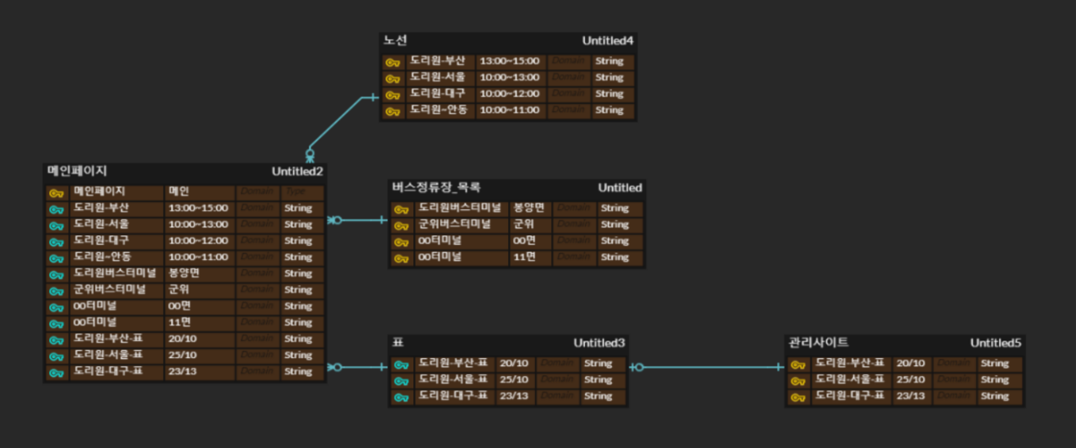 노선 Untitled4
도리원-부산 13:00~15:00 Domain String
도리원-서울 10:00~13:00 Domain String
도리원-대구 10:00~12:00 Domain String
도리원~안동 10:00~11:00 Domain String
메인페이지 Untitled2
메인페이지 메인 Domain Type
도리원-부산 13:00~15:00 Domain String
도리원-서울 10:00~13:00 Domain String
도리원-대구 10:00~12:00 Domain String
도리원~안동 10:00~11:00 Domain String
도리원버스터미널 봉양면 Domain String
군위버스터미널 군위 Domain String
00터미널 00면 Domain String
00터미널 11면 Domain String
도리원-부산-표 20/10 Domain String
도리원-서울-표 25/10 Domain String
도리원-대구-표 23/13 Domain String
버스정류장_목록 Untitled
도리원버스터미널 봉양면 Domain String
군위버스터미널 군위 Domain String
00터미널 00면 Domain String
00터미널 11면 Domain String
표 Untitled3
도리원-부산-표 20/10 Domain String
도리원-서울-표 25/10 Domain String
도리원-대구-표 23/13 Domain String
관리사이트 Untitled5
도리원-부산-표 20/10 Domain String
도리원-서울-표 25/10 Domain String
도리원-대구-표 23/13 Domain String